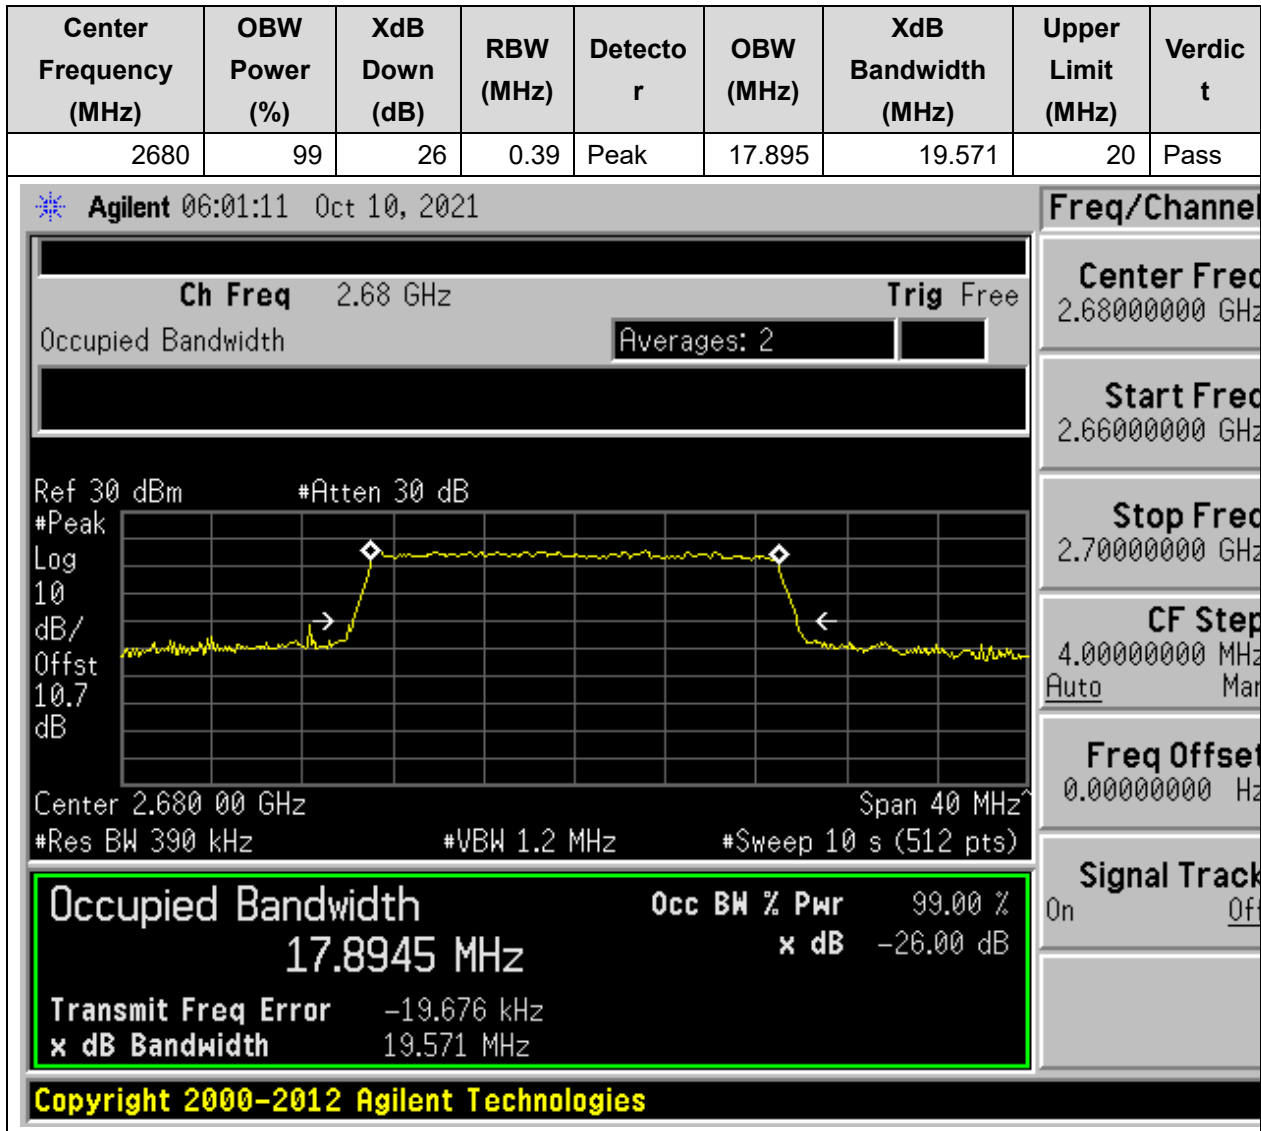 Center Frequency (MHz) OBW Power (%) XdB Down (dB) RBW (MHz) Detecto r OBW (MHz) XdB Bandwidth (MHz) Upper Limit (MHz) Verdic t
2680 99 26 0.39 Peak 17.895 19.571 20 Pass
Agilent 06:01:11 Oct 10, 2021
Freq/Channel
Ch Freq 2.68 GHz Trig Free
Occupied Bandwidth Averages: 2
Center Freq
2.68000000 GHz
Start Freq
2.66000000 GHz
Stop Freq
2.70000000 GHz
CF Step
4.00000000 MHz
Auto Man
Freq Offset
0.00000000 Hz
Signal Track
On Off
Ref 30 dBm #Atten 30 dB
#Peak
Log
10
dB/
Offst
10.7
dB
Center 2.680 00 GHz Span 40 MHz^
#Res BW 390 kHz #VBW 1.2 MHz #Sweep 10 s (512 pts)
Occupied Bandwidth Occ BW % Pwr 99.00 %
17.8945 MHz x dB -26.00 dB
Transmit Freq Error -19.676 kHz
x dB Bandwidth 19.571 MHz
Copyright 2000-2012 Agilent Technologies